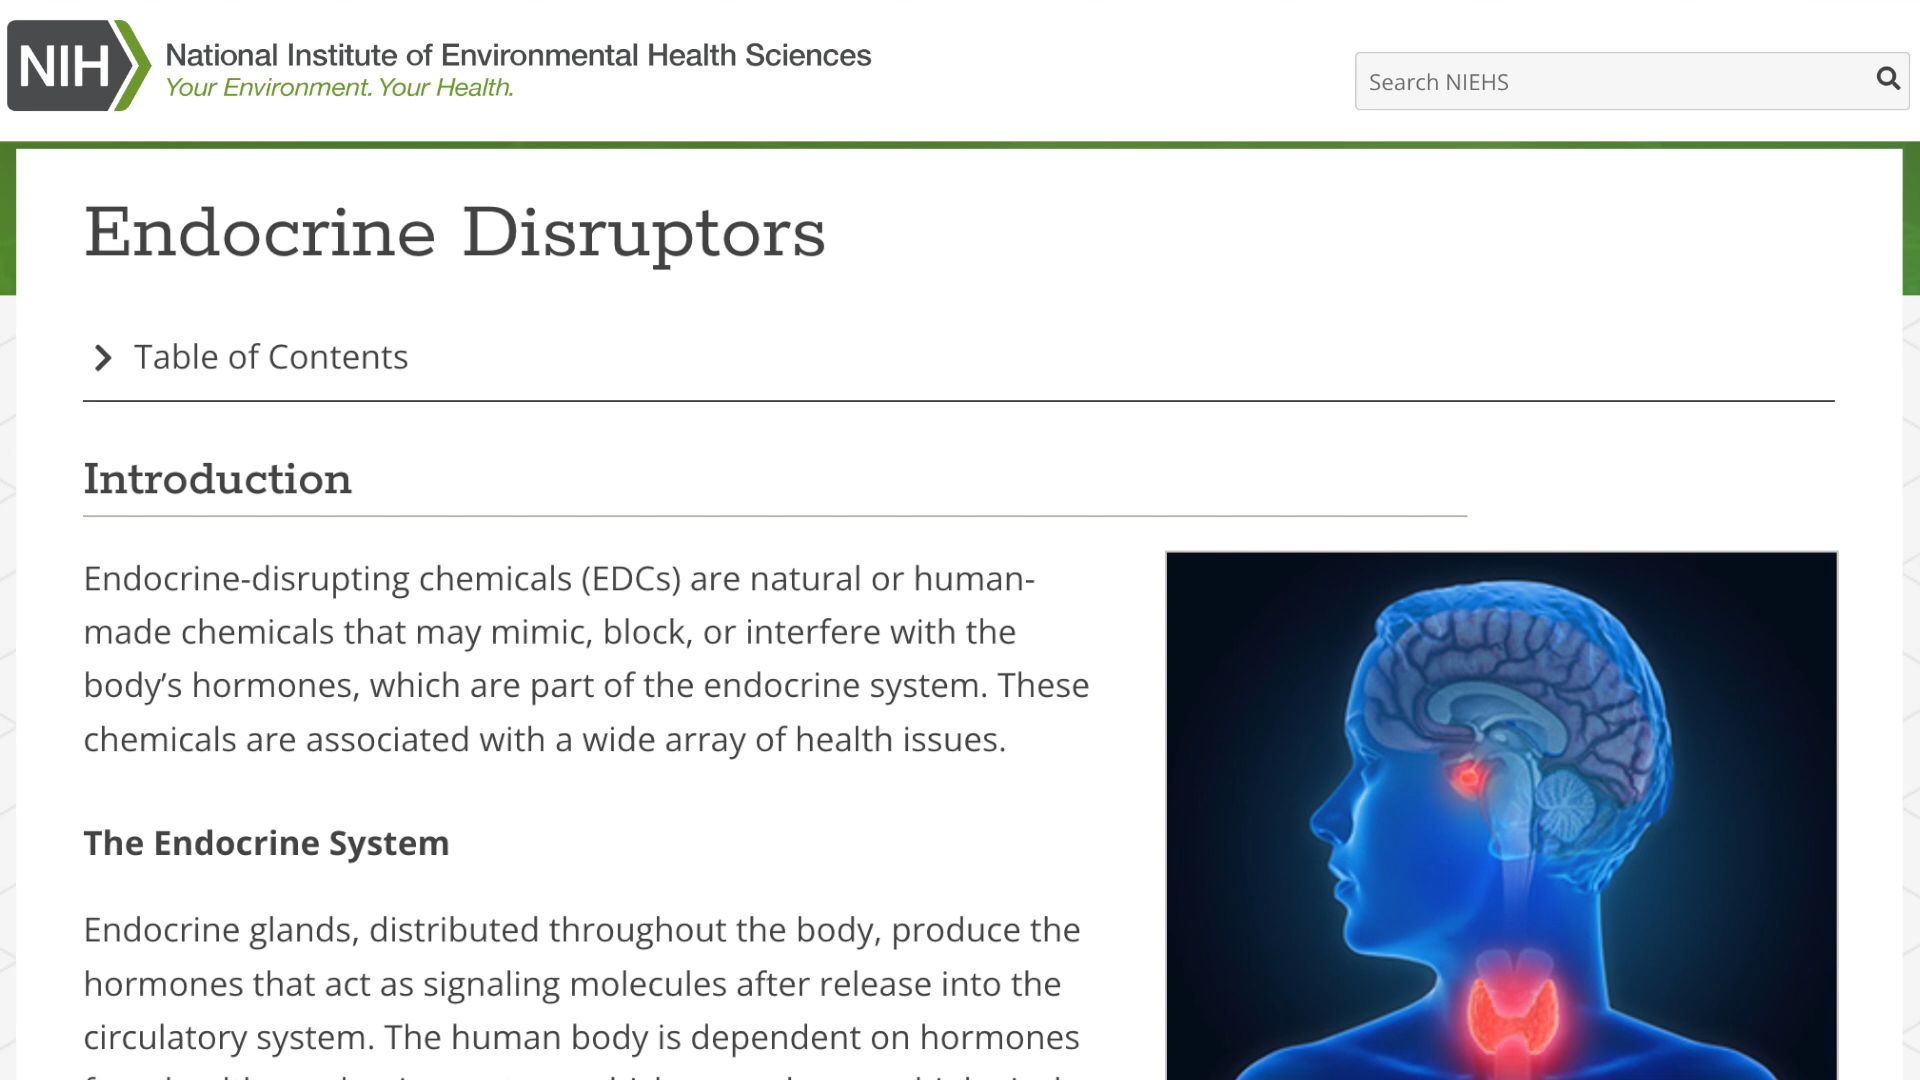 NIH
National Institute of Environmental Health Sciences
Your Environment. Your Health.
Search NIEHS
Endocrine Disruptors
Table of Contents
Introduction
Endocrine-disrupting chemicals (EDCs) are natural or human-
made chemicals that may mimic, block, or interfere with the
body’s hormones, which are part of the endocrine system. These
chemicals are associated with a wide array of health issues.
The Endocrine System
Endocrine glands, distributed throughout the body, produce the
hormones that act as signaling molecules after release into the
circulatory system. The human body is dependent on hormones